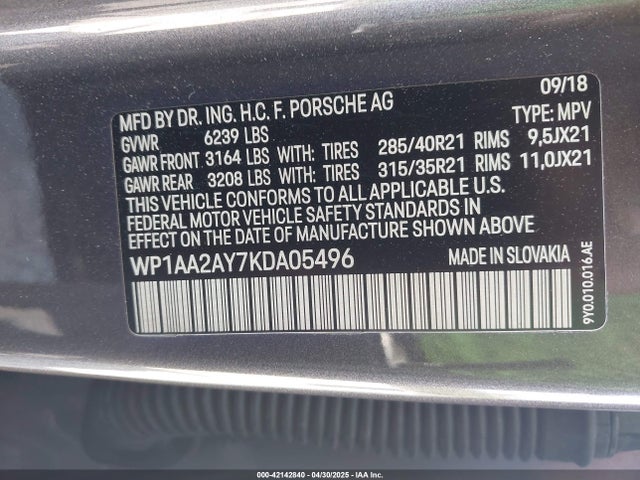 09/18
MFD BY DR. ING. H.C. F. PORSCHE AG
TYPE: MPV
GVWR 6239 LBS
GAWR FRONT 3164 LBS WITH: TIRES 285/40R21 RIMS 9,5JX21
GAWR REAR 3208 LBS WITH: TIRES 315/35R21 RIMS 11,0JX21
THIS VEHICLE CONFORMS TO ALL APPLICABLE U.S.
FEDERAL MOTOR VEHICLE SAFETY STANDARDS IN
EFFECT ON THE DATE OF MANUFACTURE SHOWN ABOVE
WP1AA2AY7KDA05496
MADE IN SLOVAKIA
9Y0.010.016.AE
000-42142840 - 04/30/2025 - IAA Inc.